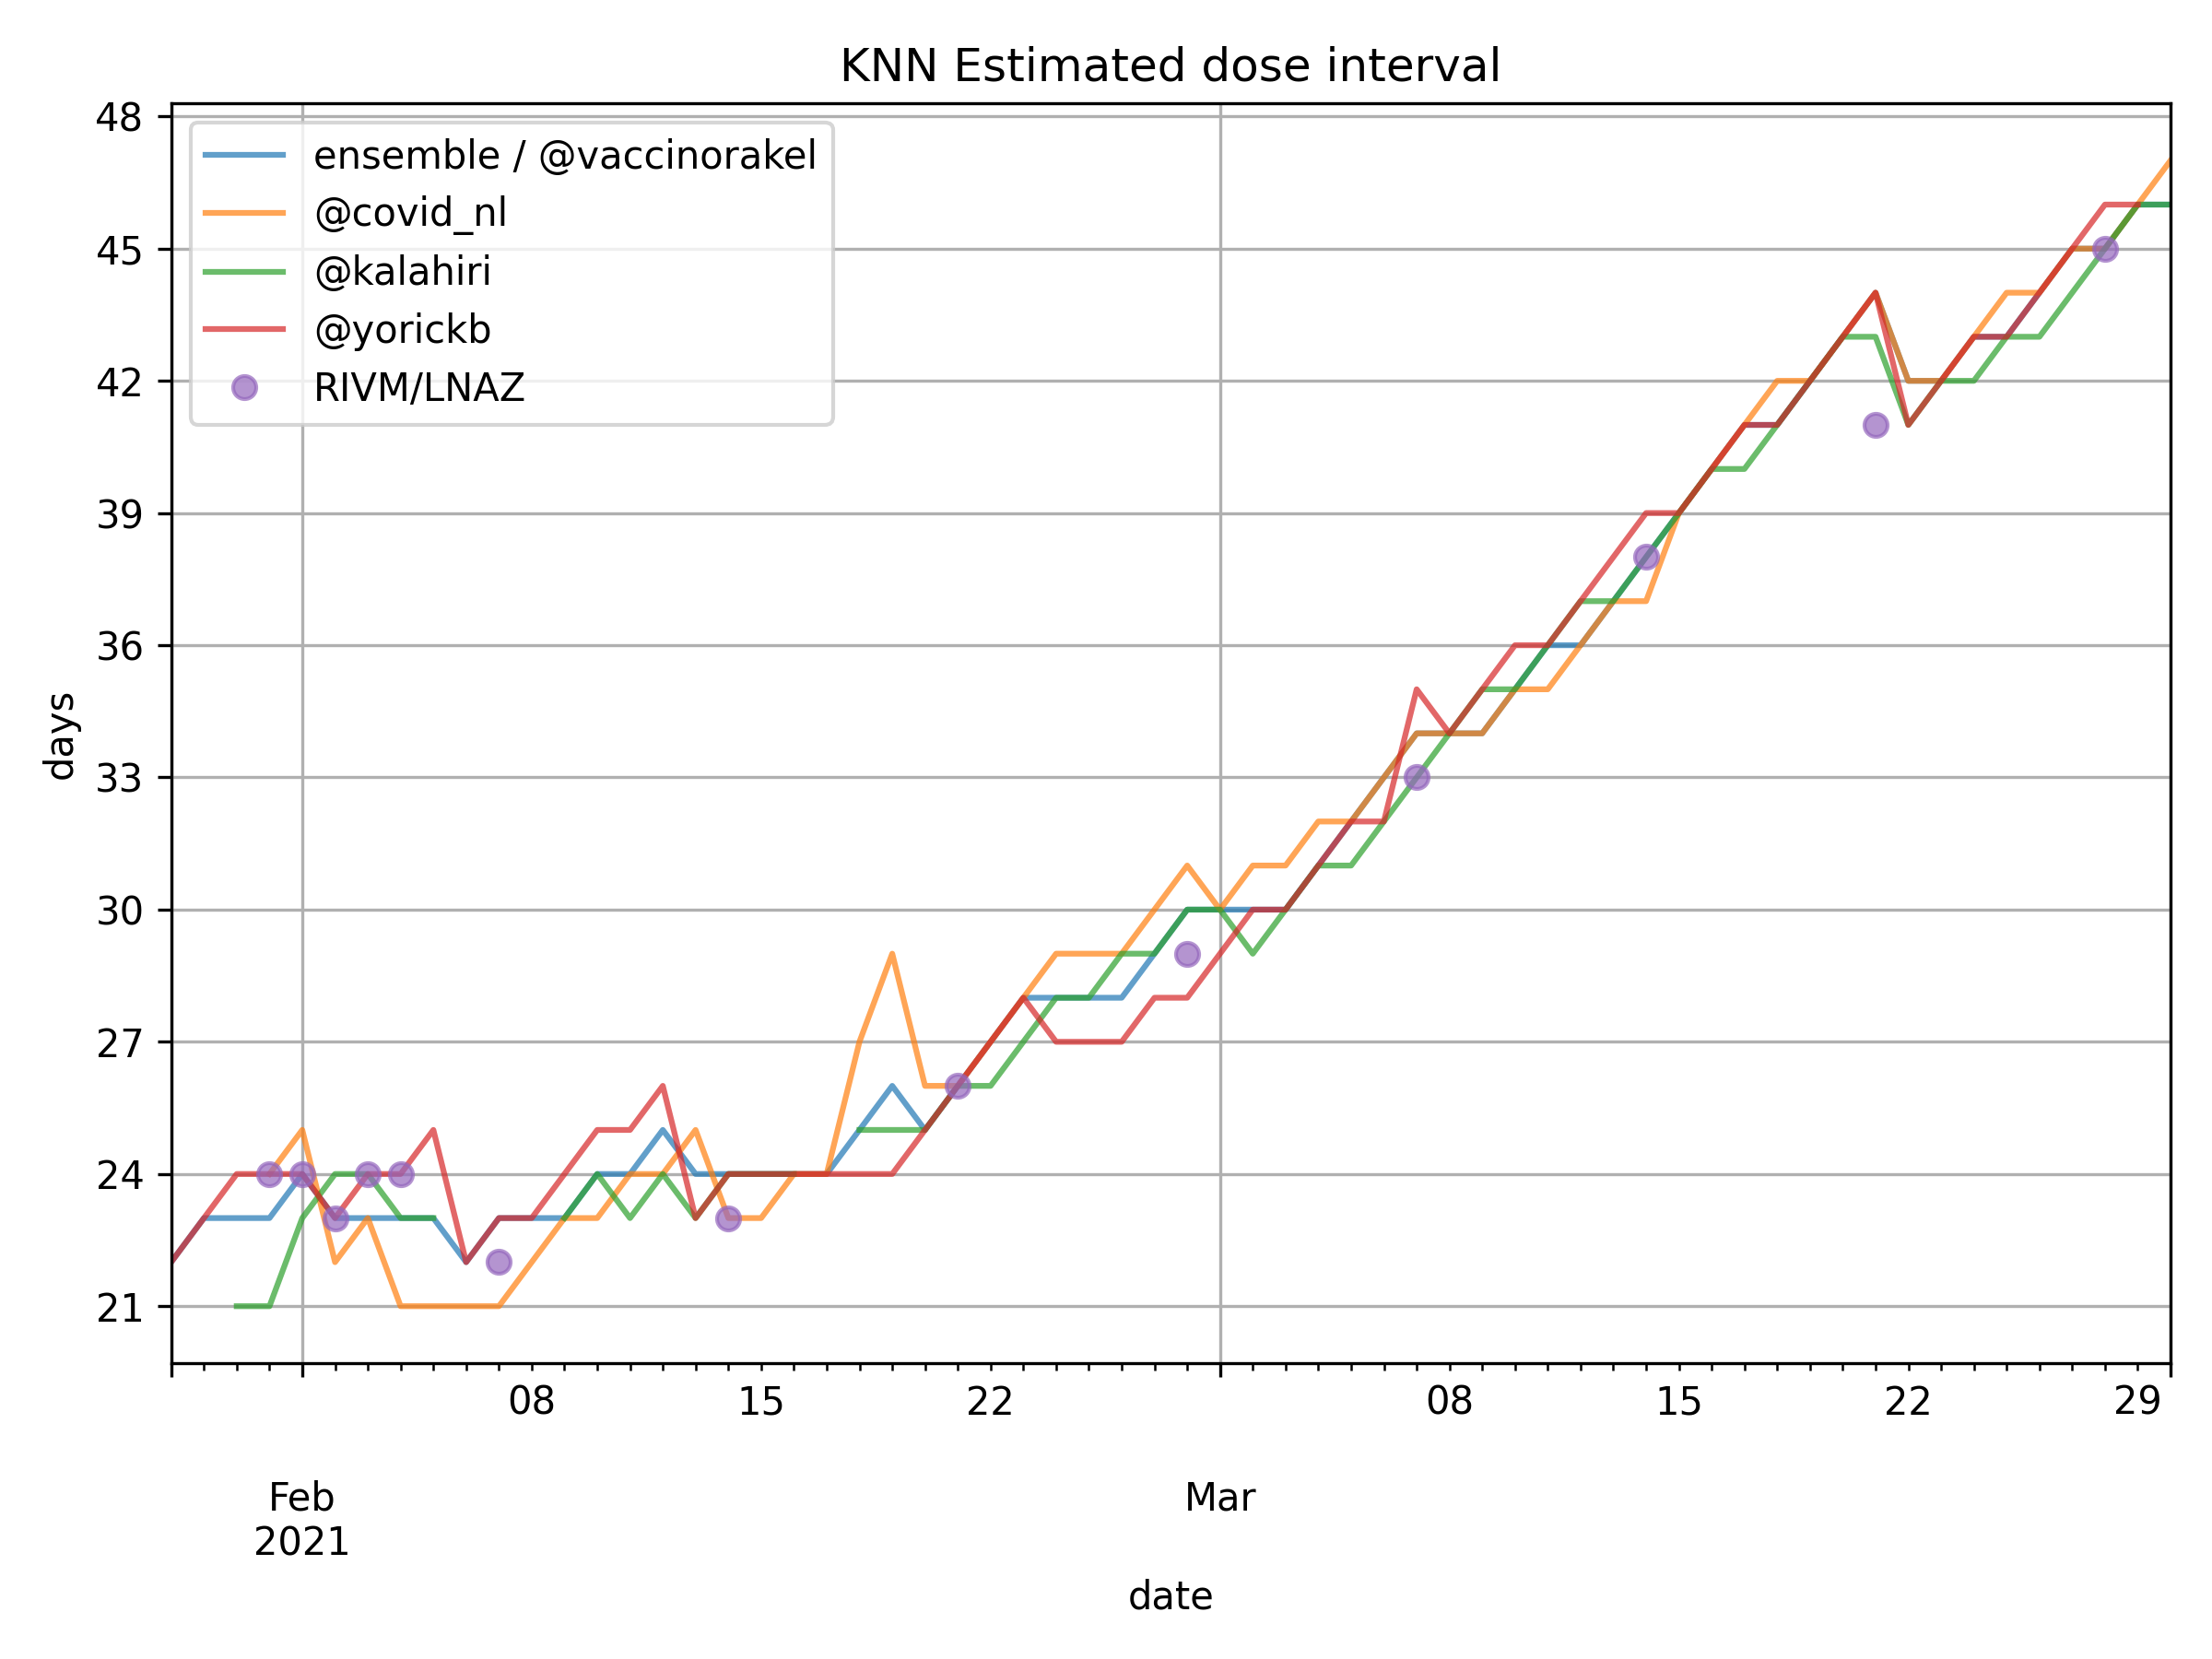 KNN Estimated dose interval
ensemble / @vaccinorakel
@covid_nl
@kalahiri
@yorickb
RIVM/LNAZ
48
45
42
39
36
33
30
27
24
21
days
08 15 22 08 15 22 29
Feb Mar
2021
date